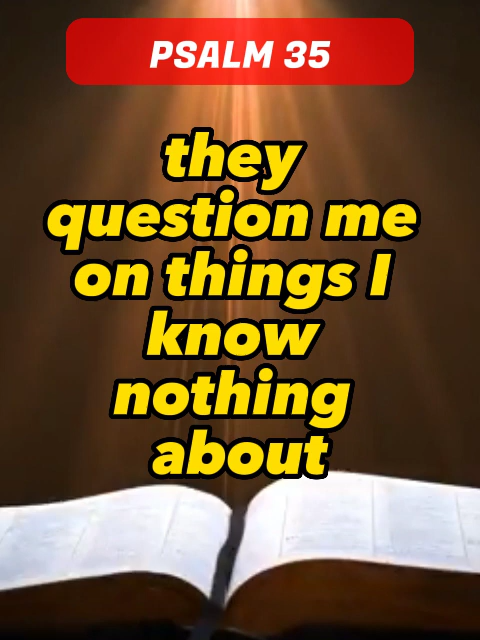 PSALM 35
they
question me
on things I
know
nothing
about